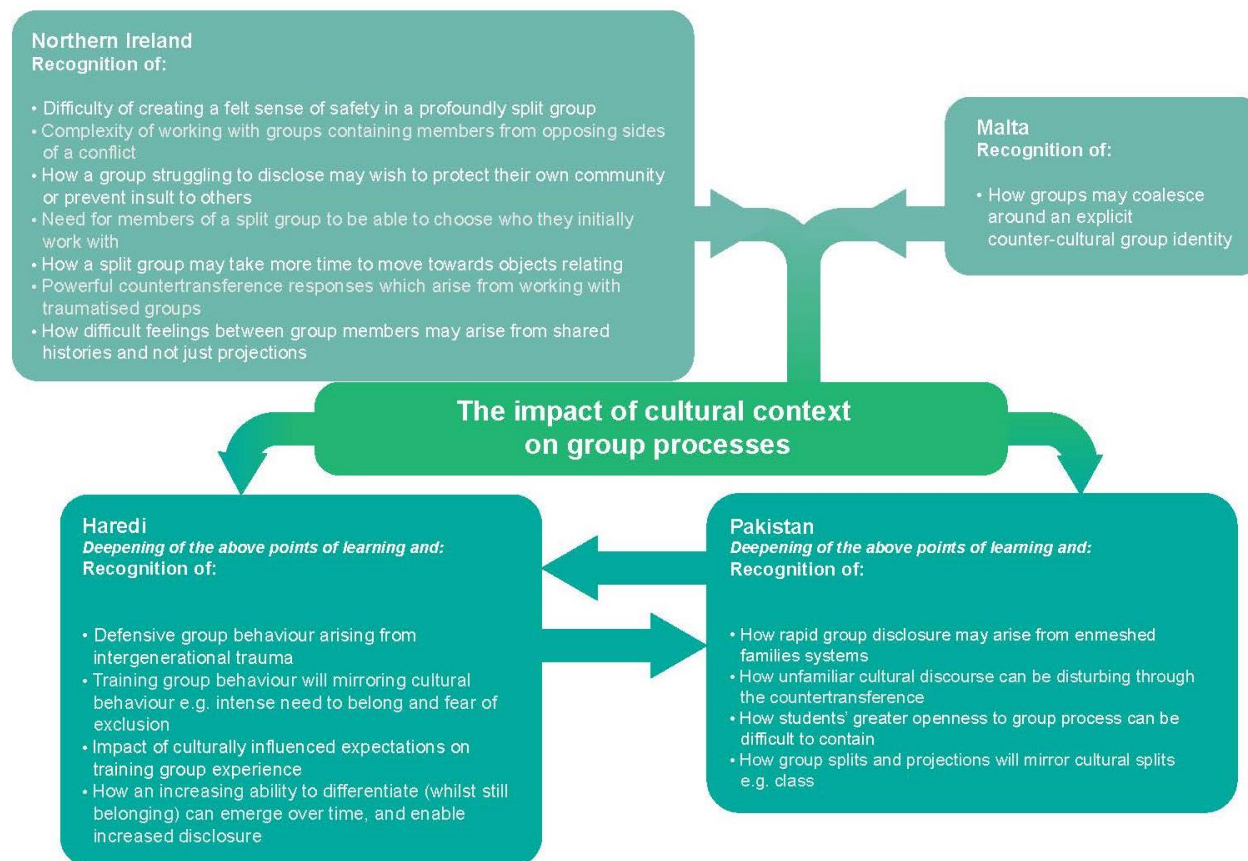 Northern Ireland
Recognition of:
• Difficulty of creating a felt sense of safety in a profoundly split group
• Complexity of working with groups containing members from opposing sides
of a conflict
• How a group struggling to disclose may wish to protect their own community
or prevent insult to others
• Need for members of a split group to be able to choose who they initially
work with
• How a split group may take more time to move towards objects relating
• Powerful countertransference responses which arise from working with
traumatised groups
• How difficult feelings between group members may arise from shared
histories and not just projections
Malta
Recognition of:
• How groups may coalesce
around an explicit
counter-cultural group identity
The impact of cultural context
on group processes
Haredi
Deepening of the above points of learning and:
Recognition of:
• Defensive group behaviour arising from
intergenerational trauma
• Training group behaviour will mirroring cultural
behaviour e.g. intense need to belong and fear of
exclusion
• Impact of culturally influenced expectations on
training group experience
• How an increasing ability to differentiate (whilst still
belonging) can emerge over time, and enable
increased disclosure
Pakistan
Deepening of the above points of learning and:
Recognition of:
• How rapid group disclosure may arise from enmeshed
families systems
• How unfamiliar cultural discourse can be disturbing through
the countertransference
• How students' greater openness to group process can be
difficult to contain
• How group splits and projections will mirror cultural splits
e.g. class